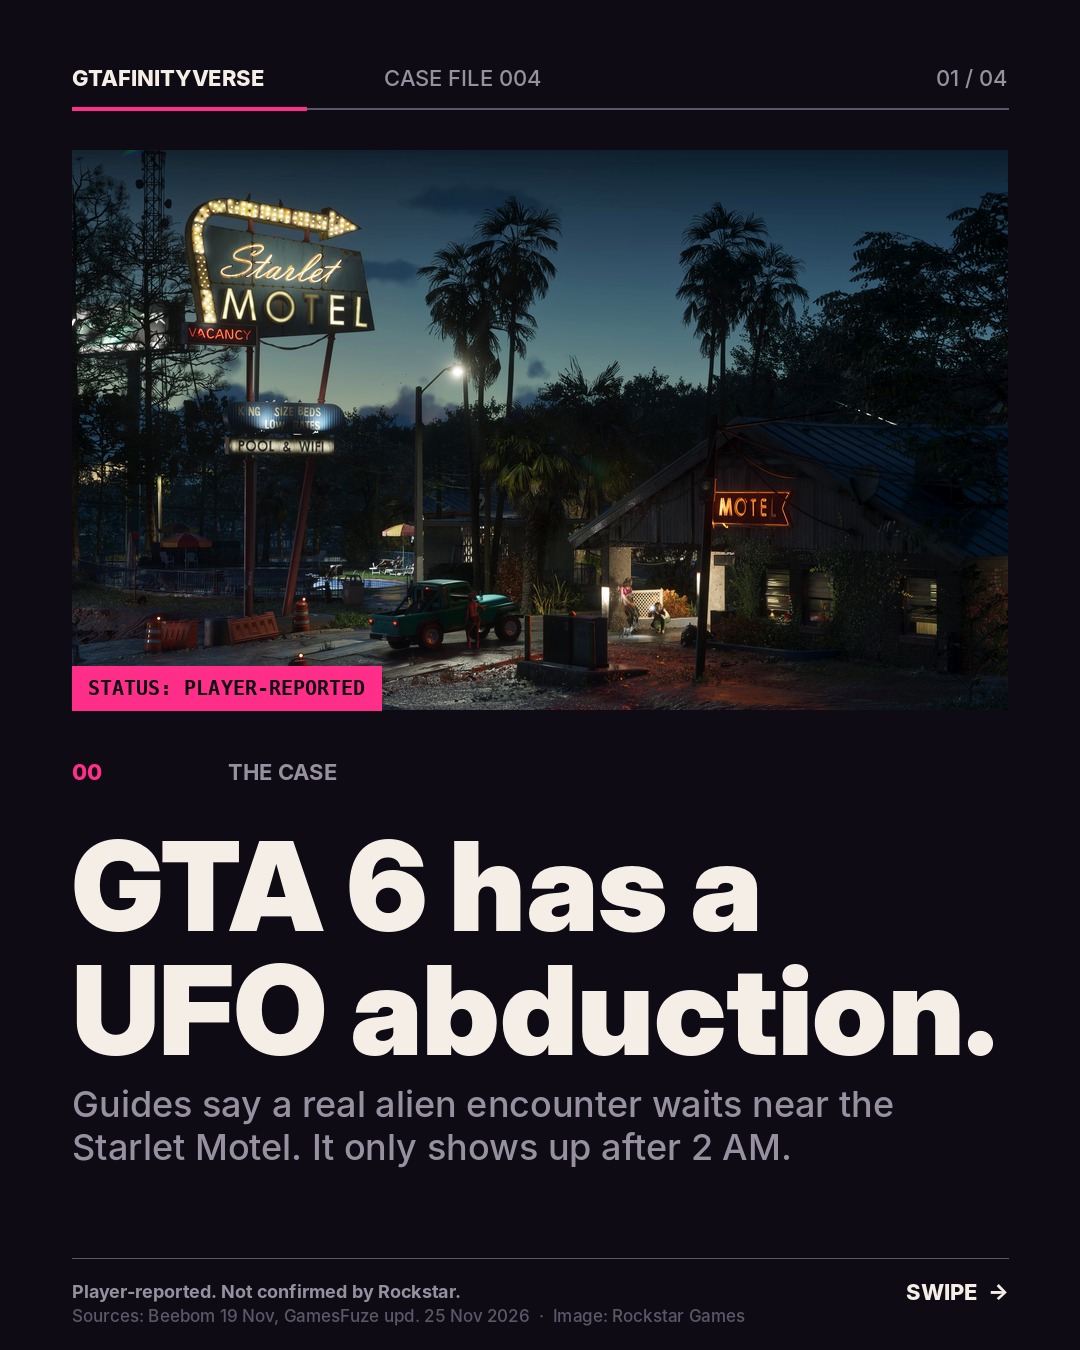 GTAFINITYVERSE
CASE FILE 004
01 / 04
Starlet
MOTEL
VACANCY
KING SIZE BEDS
POOL & WIFI
MOTEL
STATUS: PLAYER-REPORTED
00
THE CASE
GTA 6 has a
UFO abduction.
Guides say a real alien encounter waits near the
Starlet Motel. It only shows up after 2 AM.
Player-reported. Not confirmed by Rockstar.
SWIPE →
Sources: Beebom 19 Nov, GamesFuze upd. 25 Nov 2026 · Image: Rockstar Games